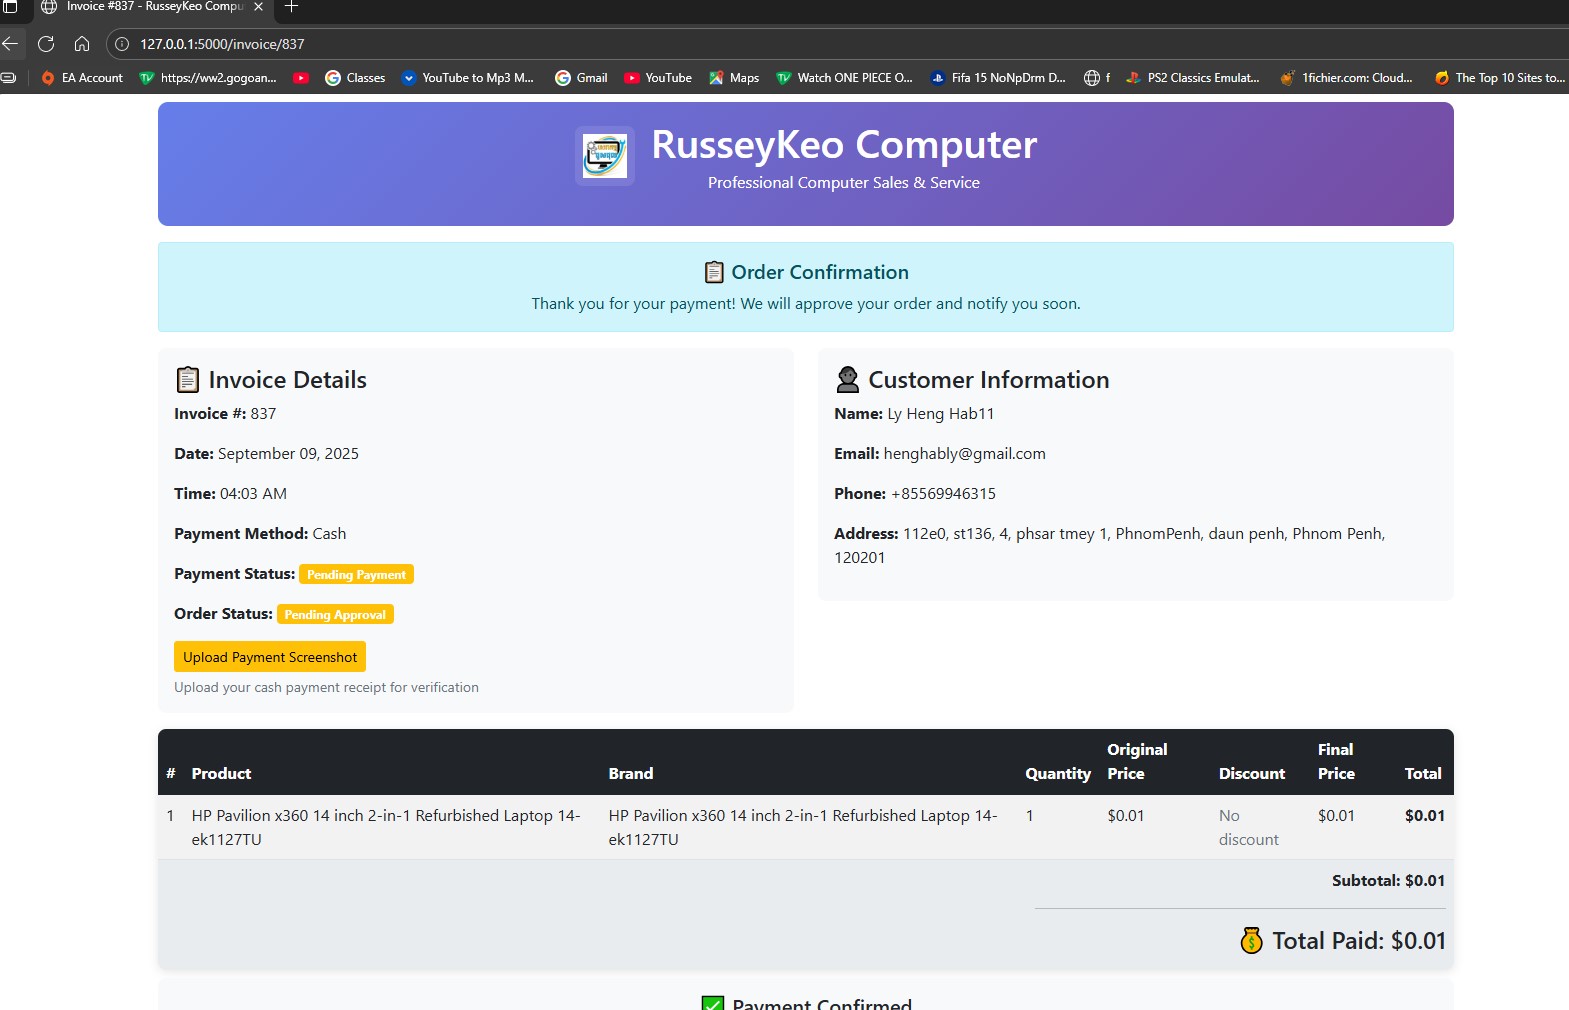 Invoice #837 - RusseyKeo Compu
127.0.0.1:5000/invoice/837
EA Account
https://ww2.gogoan...
Classes
YouTube to Mp3 M...
Gmail
YouTube
Maps
Watch ONE PIECE O...
Fifa 15 NoNpDrm D...
f
PS2 Classics Emulat...
1fichier.com: Cloud...
The Top 10 Sites to...
RusseyKeo Computer
Professional Computer Sales & Service
Order Confirmation
Thank you for your payment! We will approve your order and notify you soon.
Invoice Details
Invoice #: 837
Date: September 09, 2025
Time: 04:03 AM
Payment Method: Cash
Payment Status: Pending Payment
Order Status: Pending Approval
Upload Payment Screenshot
Upload your cash payment receipt for verification
Customer Information
Name: Ly Heng Hab11
Email: henghably@gmail.com
Phone: +85569946315
Address: 112e0, st136, 4, phsar tmey 1, PhnomPenh, daun penh, Phnom Penh,
120201
# Product Brand Quantity Original Price Discount Final Price Total
1 HP Pavilion x360 14 inch 2-in-1 Refurbished Laptop 14- HP Pavilion x360 14 inch 2-in-1 Refurbished Laptop 14- 1 $0.01 No $0.01 $0.01
ek1127TU ek1127TU discount
Subtotal: $0.01
Total Paid: $0.01
Payment Confirmed